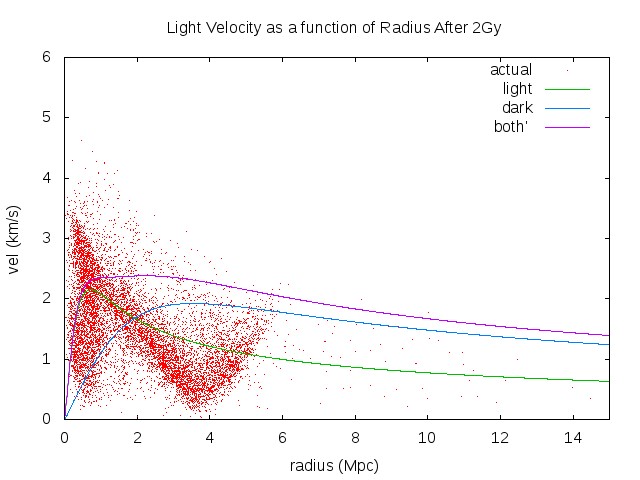 Light Velocity as a function of Radius After 2Gy
6
5
4
3
2
1
0
vel (km/s)
actual
light
dark
both'
0 2 4 6 8 10 12 14
radius (Mpc)